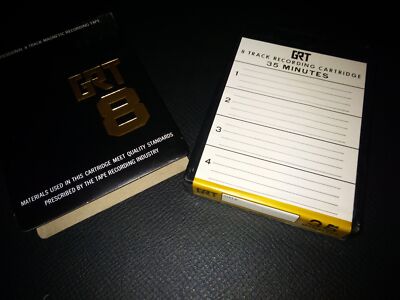 8 TRACK MAGNETIC RECORDING TAPE
GRT
8
MATERIALS USED IN THIS CARTRIDGE MEET QUALITY STANDARDS
PRESCRIBED BY THE TAPE RECORDING INDUSTRY
GRT
8 TRACK RECORDING CARTRIDGE
35 MINUTES
1
2
3
4
GRT
35